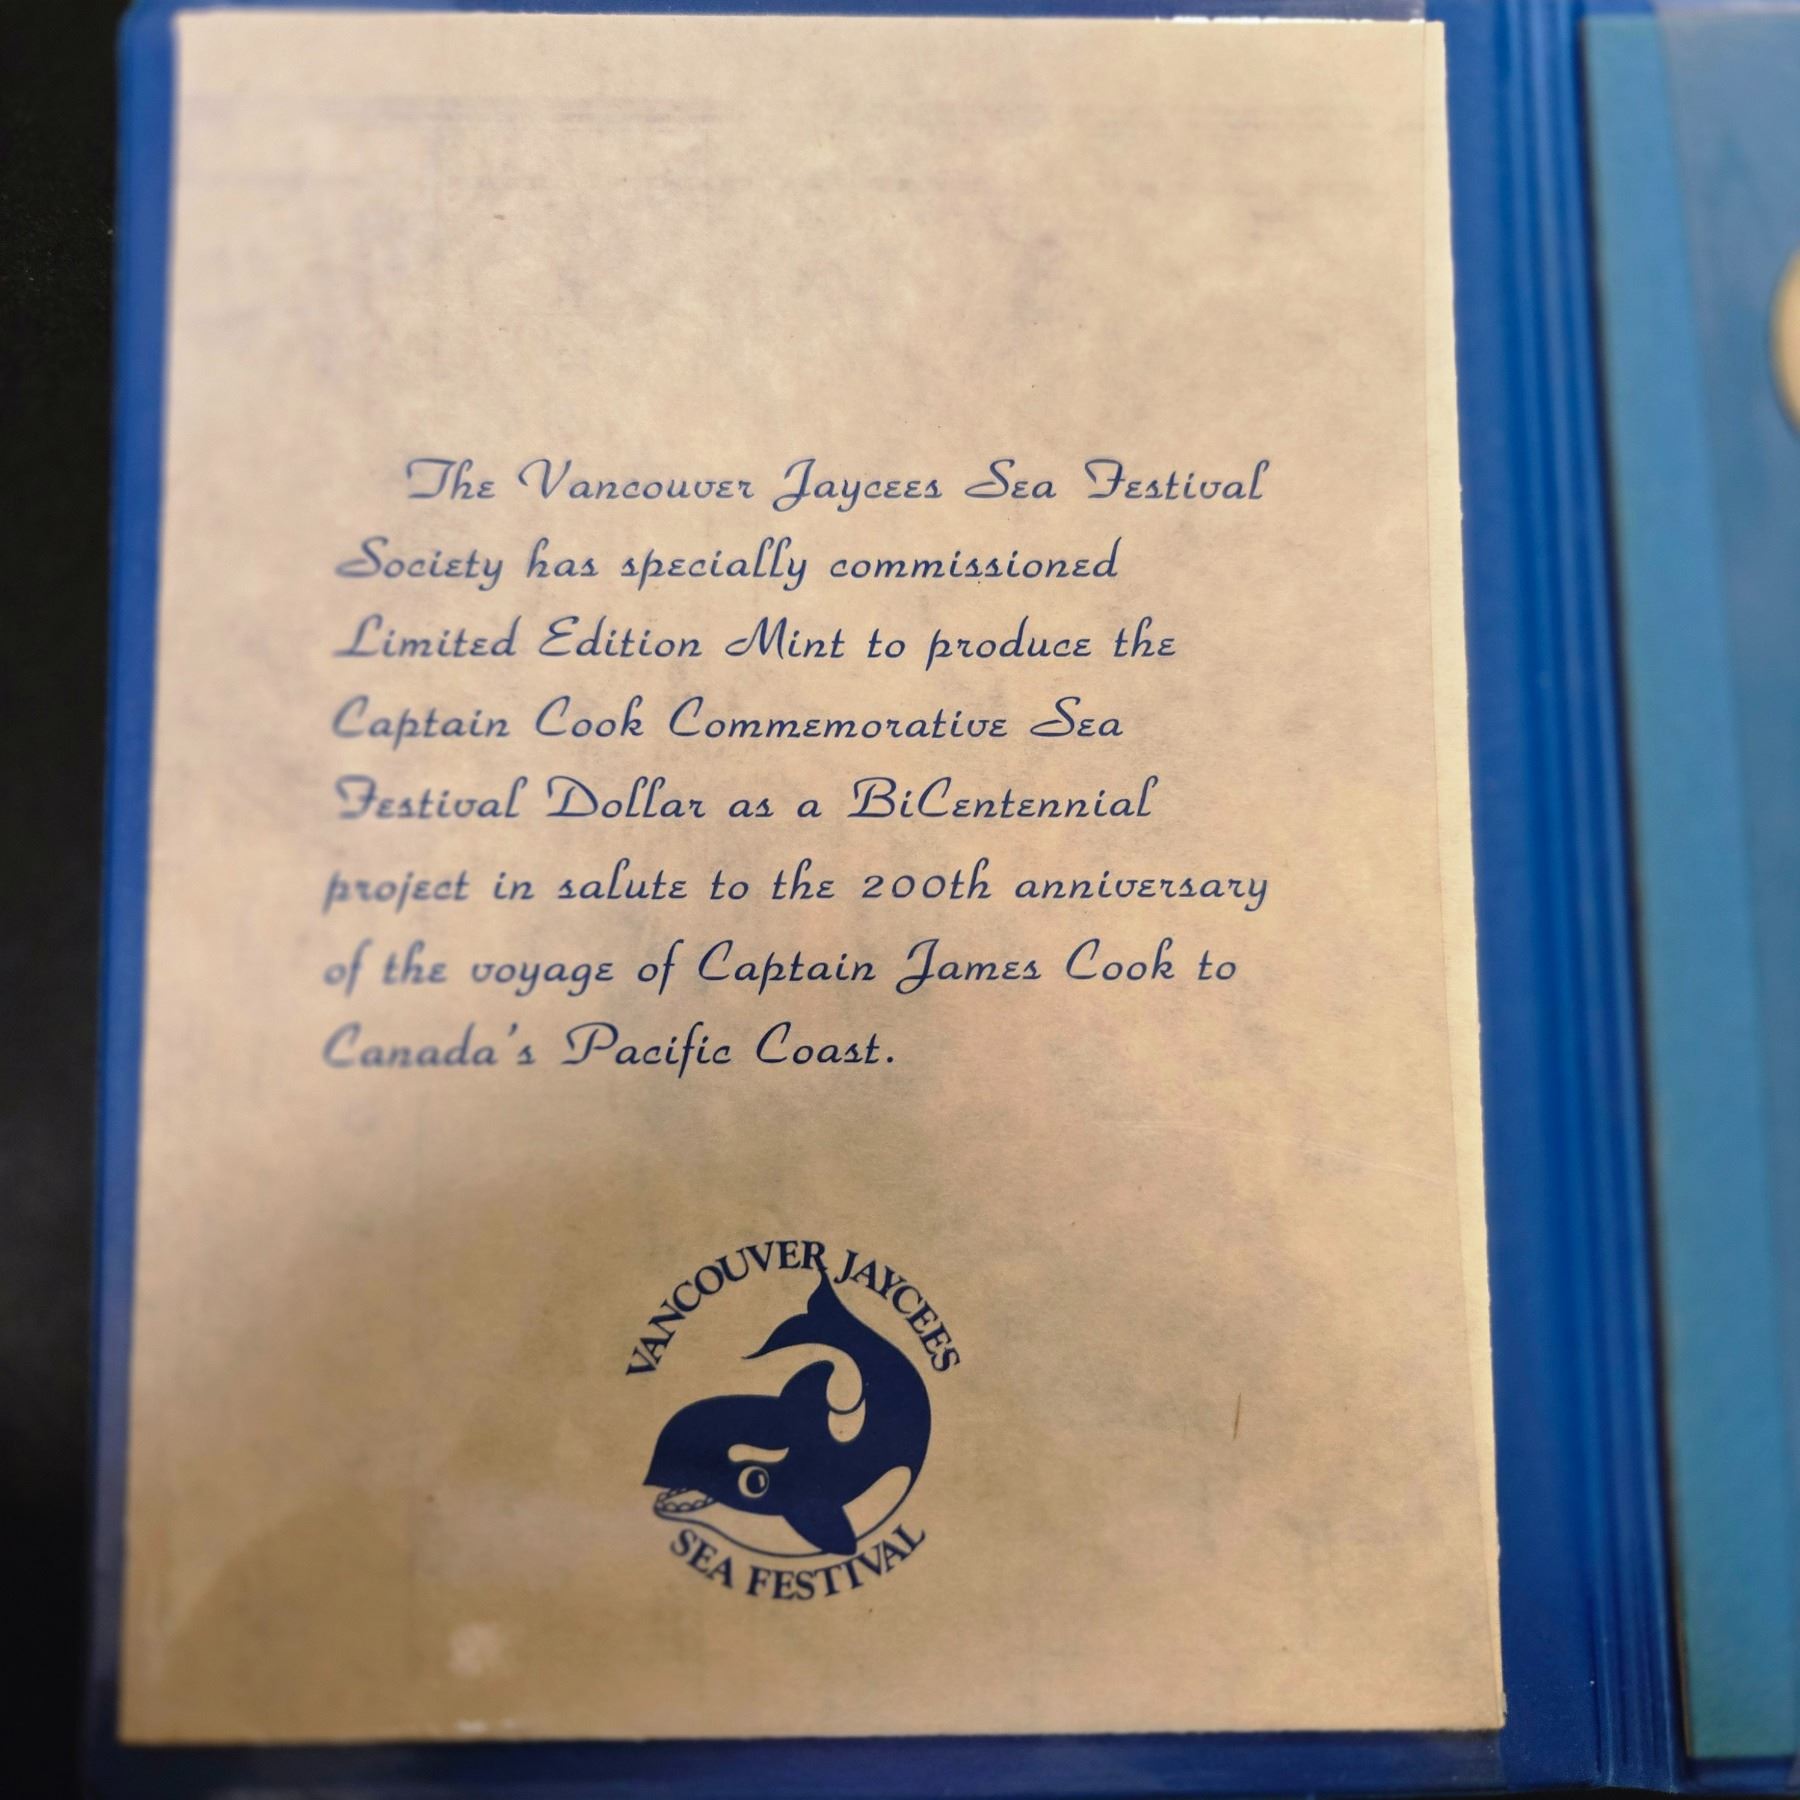 The Vancouver Jaycees Sea Festival
Society has specially commissioned
Limited Edition Mint to produce the
Captain Cook Commemorative Sea
Festival Dollar as a BiCentennial
project in salute to the 200th anniversary
of the voyage of Captain James Cook to
Canada's Pacific Coast.
VANCOUVER JAYCEES
SEA FESTIVAL